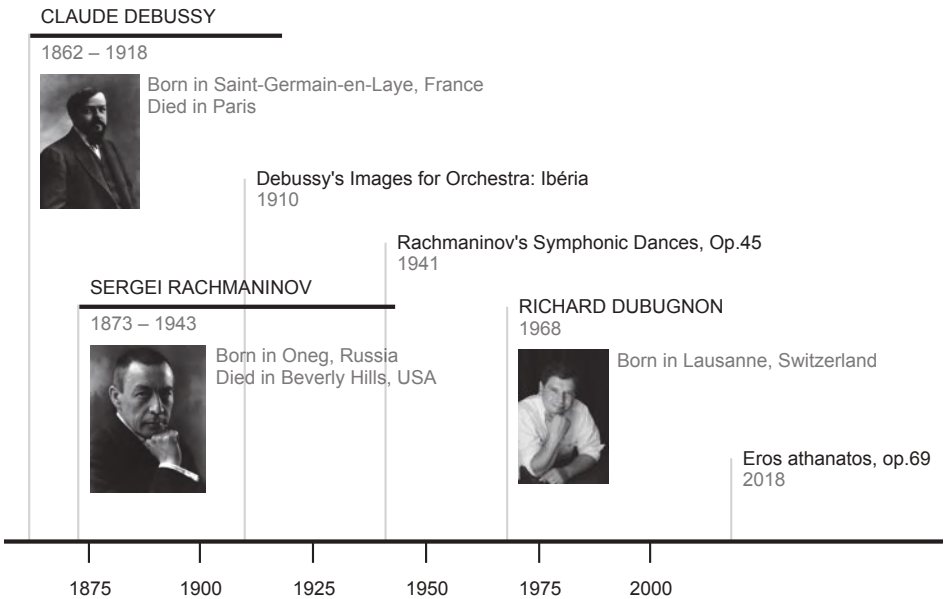 CLAUDE DEBUSSY
1862 – 1918
Born in Saint-Germain-en-Laye, France
Died in Paris
Debussy's Images for Orchestra: Ibéria
1910
Rachmaninov's Symphonic Dances, Op.45
1941
SERGEI RACHMANINOV
1873 – 1943
Born in Oneg, Russia
Died in Beverly Hills, USA
RICHARD DUBUGNON
1968
Born in Lausanne, Switzerland
Eros athanatos, op.69
2018
1875 1900 1925 1950 1975 2000